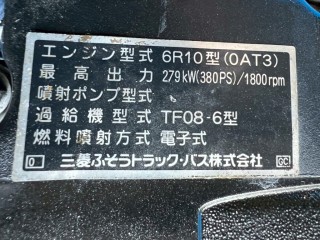 エンジン型式 6R10型(0AT3)
最高出力 279kW(380PS)/1800rpm
噴射ポンプ型式
過給機型式 TF08-6型
燃料噴射方式 電子式
0 三菱ふそうトラック・バス株式会社 GC